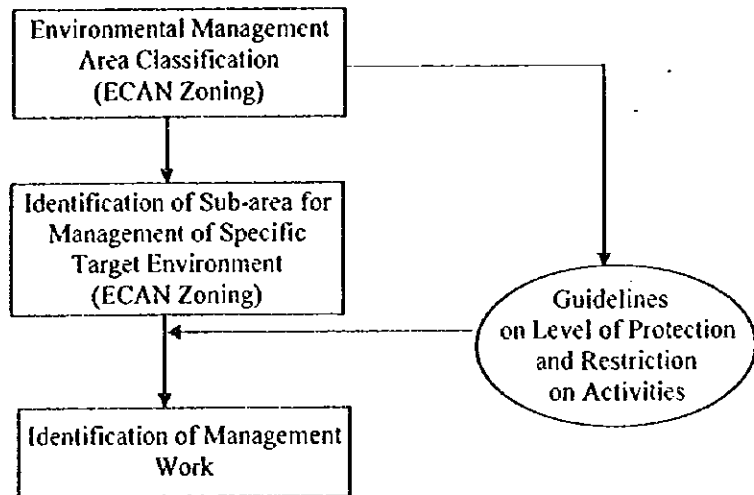 Environmental Management
Area Classification
(ECAN Zoning)
Identification of Sub-area for
Management of Specific
Target Environment
(ECAN Zoning)
Guidelines
on Level of Protection
and Restriction
on Activities
Identification of Management
Work